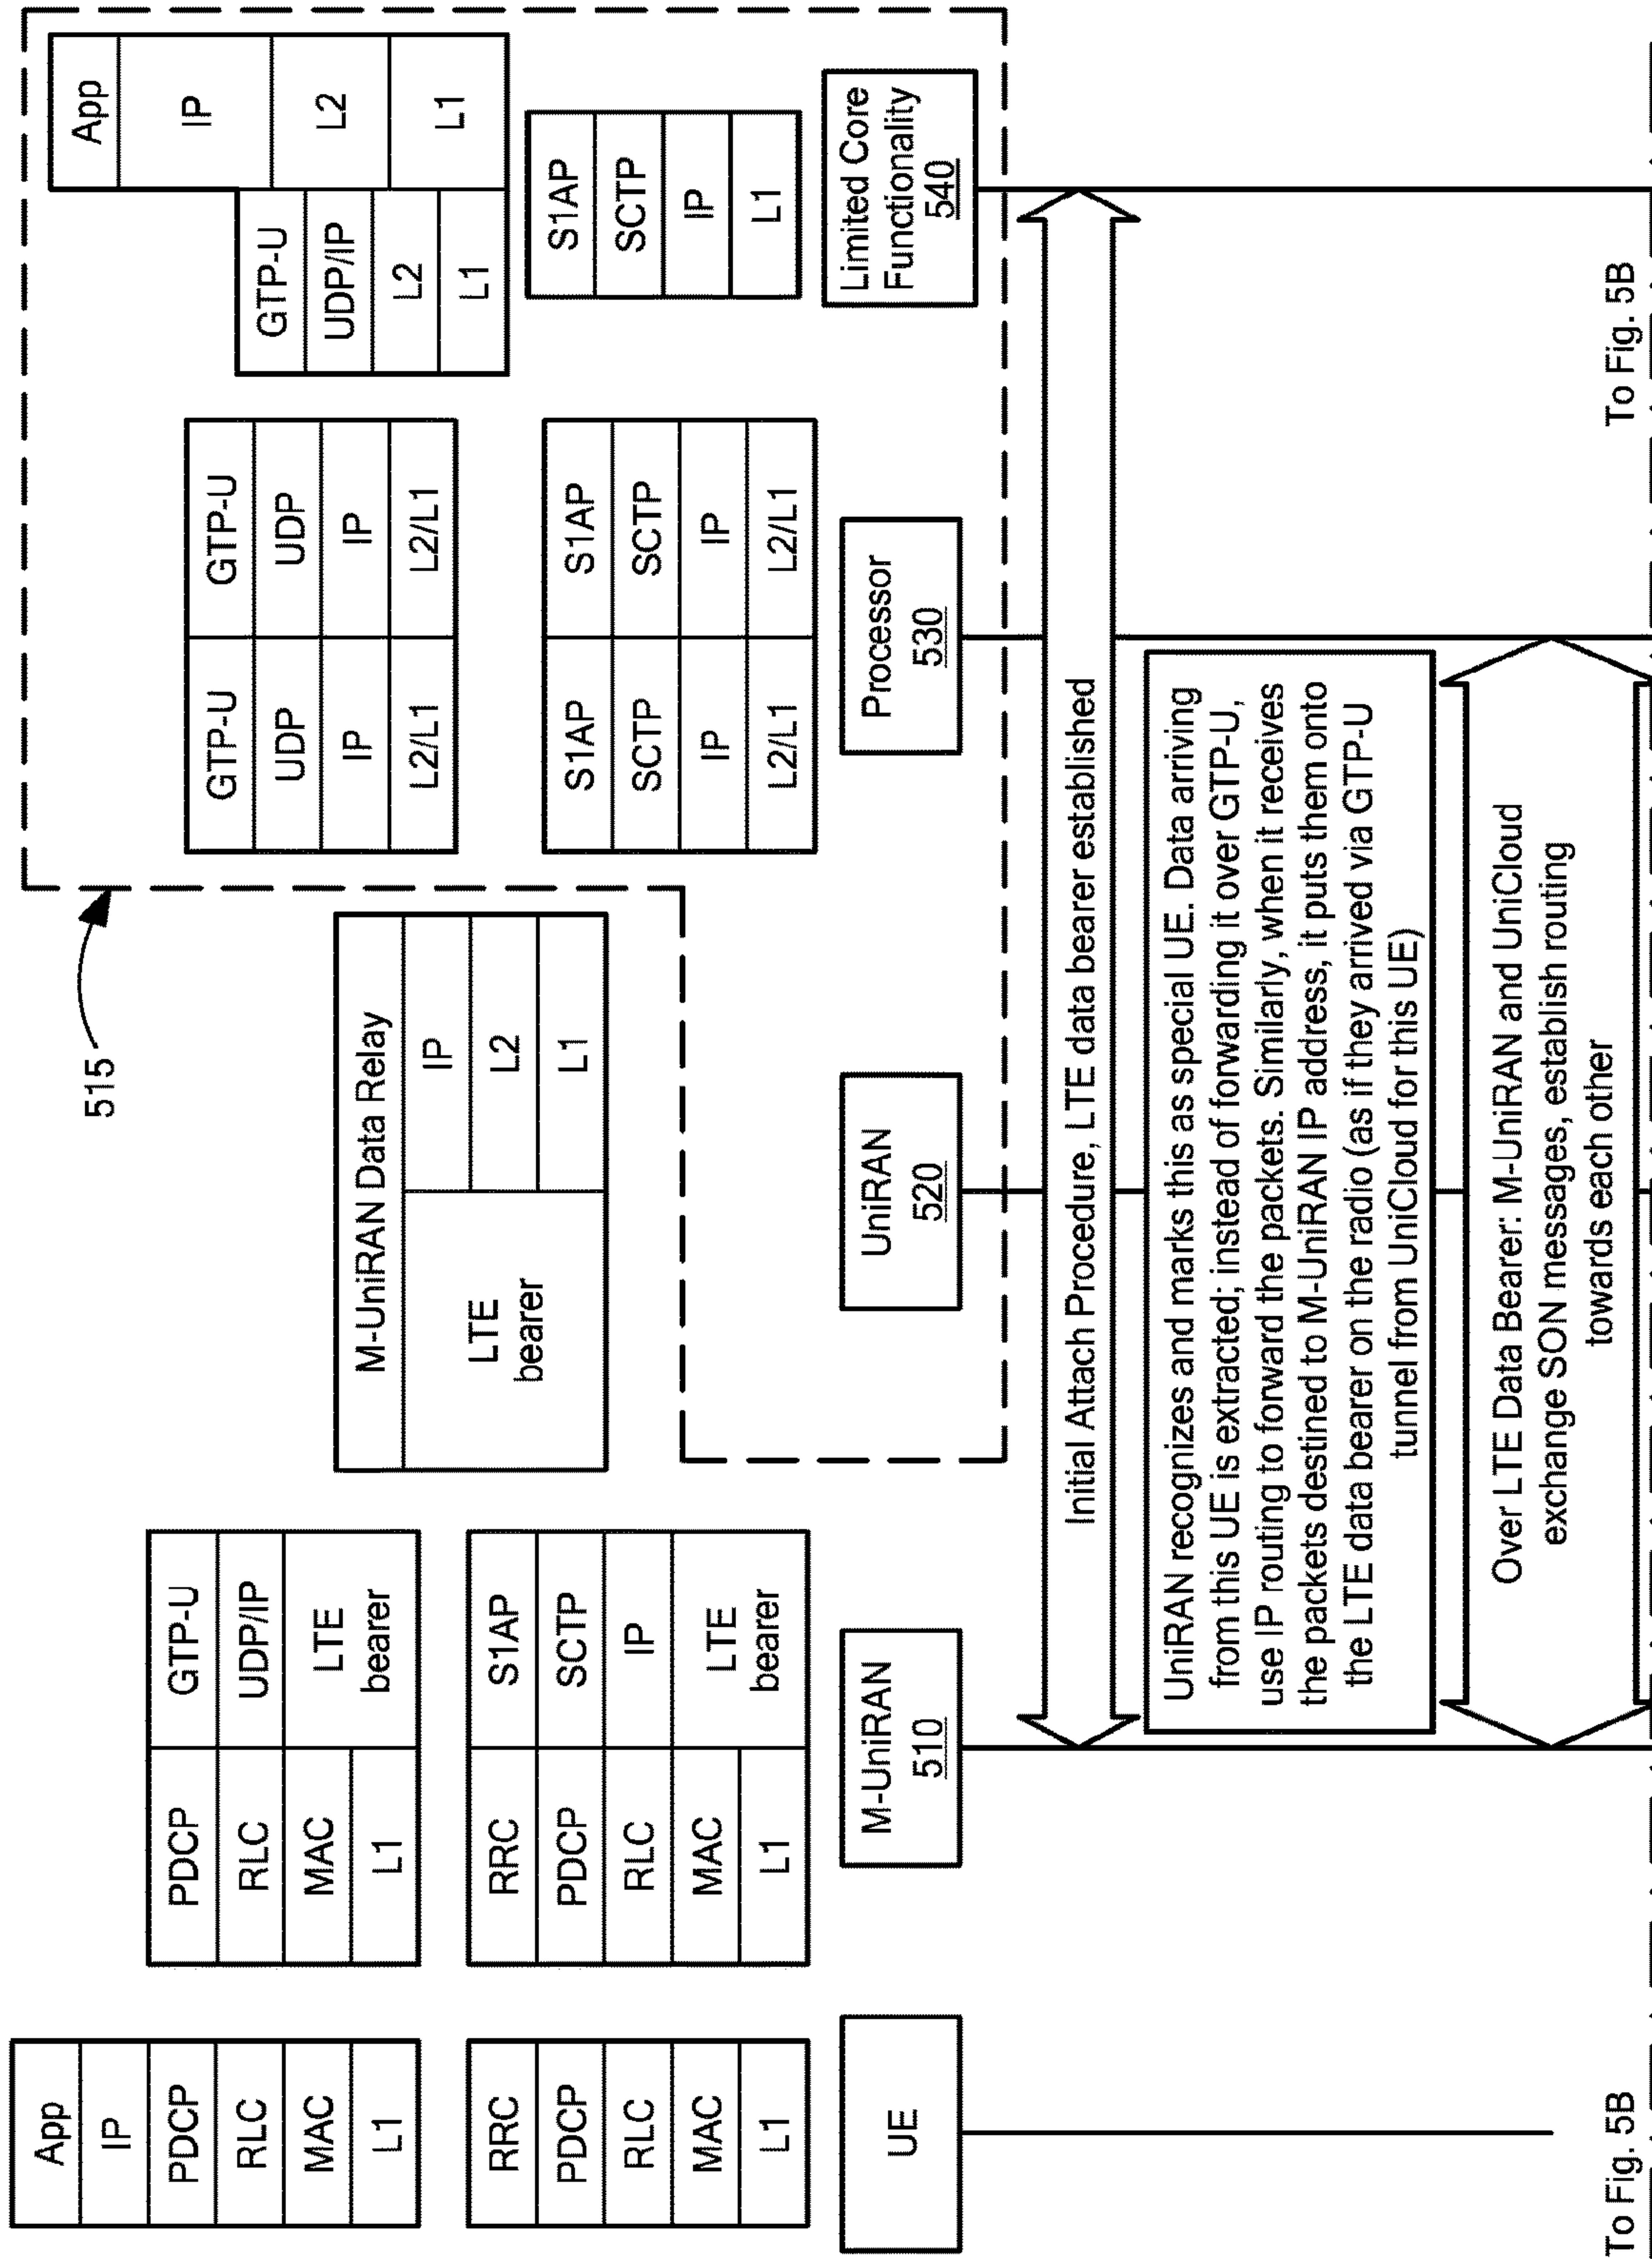 515
App
IP
PDCP
RLC
MAC
L1
RRC
PDCP
RLC
MAC
L1
UE
PDCP
RLC
MAC
L1
GTP-U
UDP/IP
LTE
bearer
RRC
PDCP
RLC
MAC
L1
S1AP
SCTP
IP
LTE
bearer
M-UniRAN
510
M-UniRAN Data Relay
LTE
bearer
IP
L2
L1
UniRAN
520
GTP-U
UDP
IP
L2/L1
GTP-U
UDP
IP
L2/L1
S1AP
SCTP
IP
L2/L1
S1AP
SCTP
IP
L2/L1
Processor
530
GTP-U
UDP/IP
L2
L1
App
IP
L2
L1
S1AP
SCTP
IP
L1
Limited Core
Functionality
540
Initial Attach Procedure, LTE data bearer established
UniRAN recognizes and marks this as special UE. Data arriving
from this UE is extracted; instead of forwarding it over GTP-U,
use IP routing to forward the packets. Similarly, when it receives
the packets destined to M-UniRAN IP address, it puts them onto
the LTE data bearer on the radio (as if they arrived via GTP-U
tunnel from UniCloud for this UE)
Over LTE Data Bearer: M-UniRAN and UniCloud
exchange SON messages, establish routing
towards each other
To Fig. 5B
To Fig. 5B